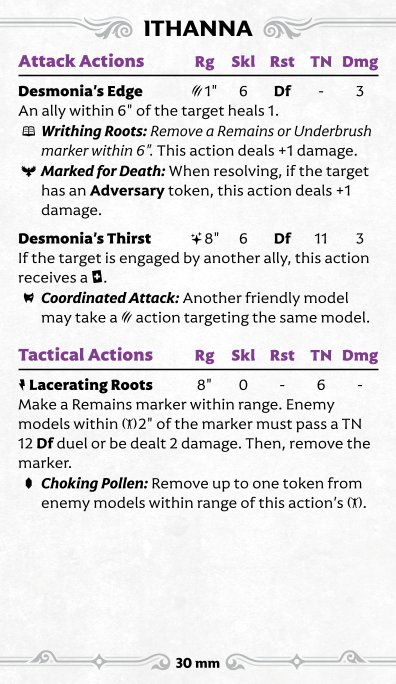 ITHANNA
Attack Actions Rg Skl Rst TN Dmg
Desmonia's Edge 1" 6 Df - 3
An ally within 6" of the target heals 1.
Writhing Roots: Remove a Remains or Underbrush
marker within 6". This action deals +1 damage.
Marked for Death: When resolving, if the target
has an Adversary token, this action deals +1
damage.
Desmonia's Thirst 8" 6 Df 11 3
If the target is engaged by another ally, this action
receives a .
Coordinated Attack: Another friendly model
may take a action targeting the same model.
Tactical Actions Rg Skl Rst TN Dmg
Lacerating Roots 8" 0 - 6 -
Make a Remains marker within range. Enemy
models within 2" of the marker must pass a TN
12 Df duel or be dealt 2 damage. Then, remove the
marker.
Choking Pollen: Remove up to one token from
enemy models within range of this action's .
30 mm